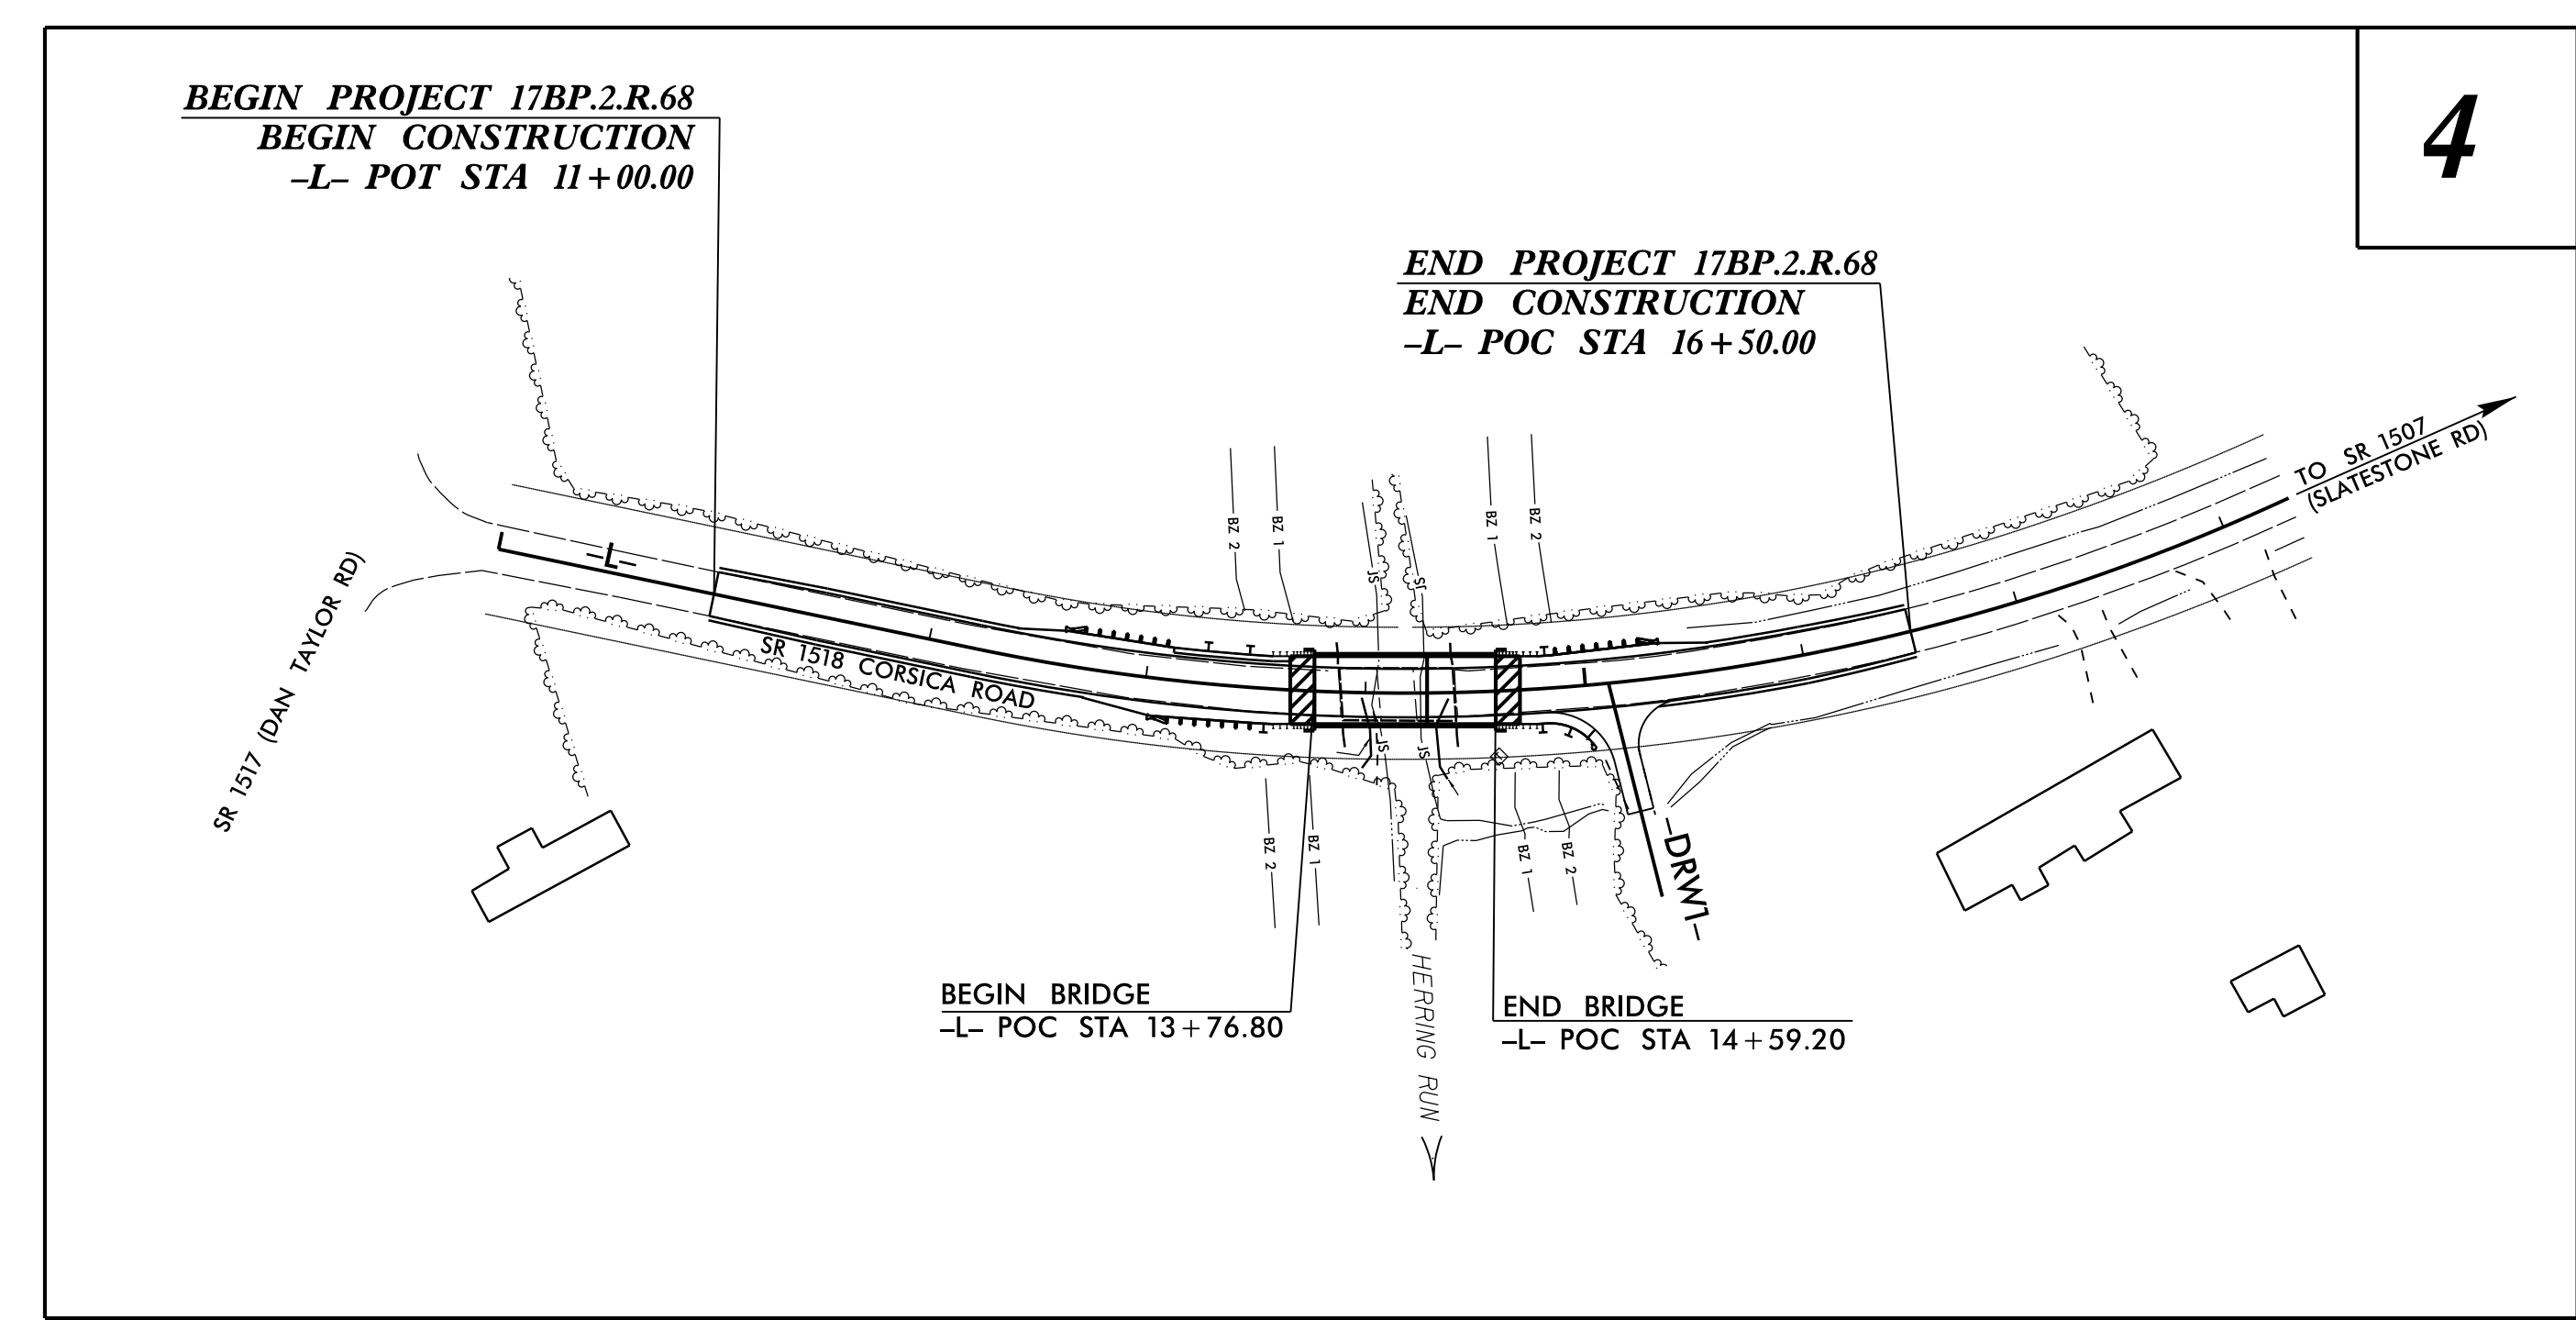 BEGIN PROJECT 17BP.2.R.68
BEGIN CONSTRUCTION
–L– POT STA 11+00.00
4
END PROJECT 17BP.2.R.68
END CONSTRUCTION
–L– POC STA 16+50.00
TO SR 1507
(SLATESTONE RD)
BZ 2
BZ 1
BZ 1
BZ 2
JS
JS
–L–
SR 1517 (DAN TAYLOR RD)
SR 1518 CORSICA ROAD
JS
JS
BZ 2
BZ 1
BZ 1
BZ 2
–DRW1–
HERRING RUN
BEGIN BRIDGE
–L– POC STA 13+76.80
END BRIDGE
–L– POC STA 14+59.20